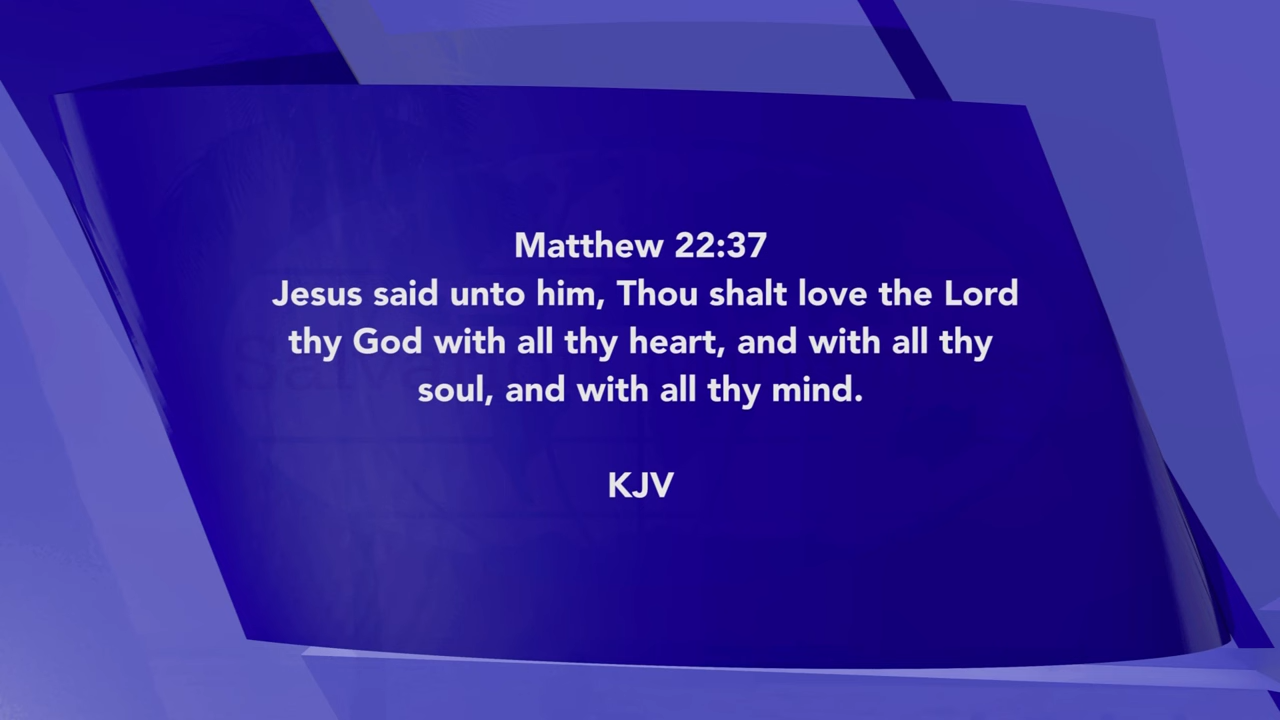 Matthew 22:37
Jesus said unto him, Thou shalt love the Lord
thy God with all thy heart, and with all thy
soul, and with all thy mind.
KJV